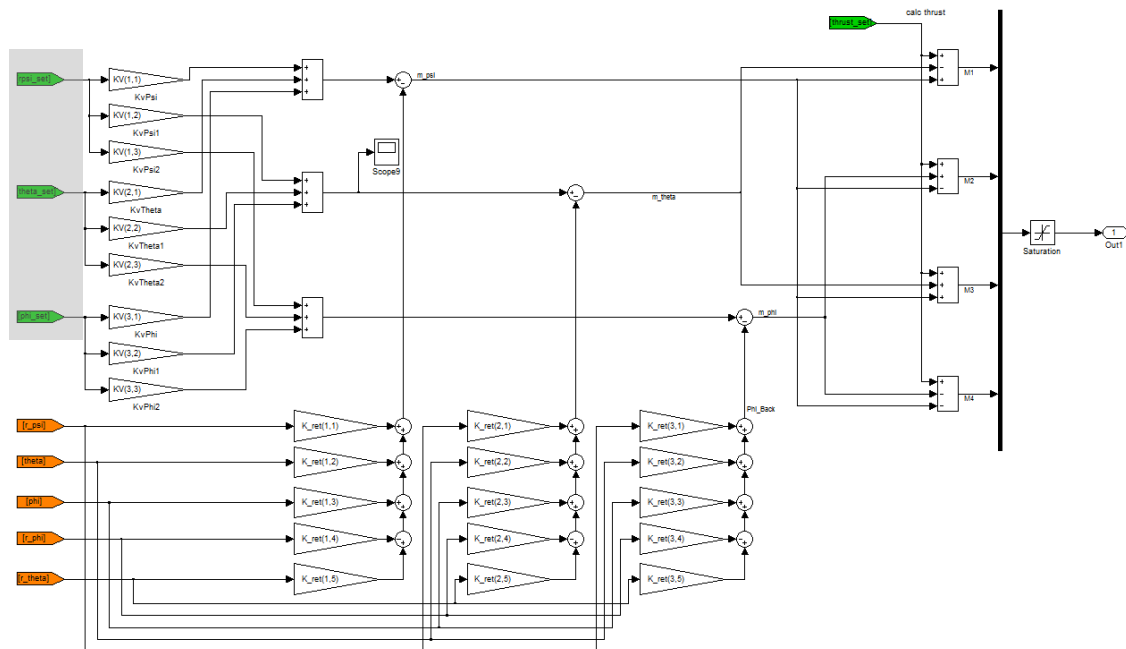 calc thrust
[thrust_set]
M1
rpsi_set]
KV(1,1)
KvPsi
m_psi
KV(1,2)
KvPsi1
KV(1,3)
KvPsi2
Scope9
theta_set]
KV(2,1)
KvTheta
m_theta
M2
KV(2,2)
KvTheta1
KV(2,3)
KvTheta2
1
Saturation
Out1
M3
[phi_set]
KV(3,1)
KvPhi
m_phi
KV(3,2)
KvPhi1
KV(3,3)
KvPhi2
Phi_Back
M4
[r_psi]
K_ret(1,1)
K_ret(2,1)
K_ret(3,1)
[theta]
K_ret(1,2)
K_ret(2,2)
K_ret(3,2)
[phi]
K_ret(1,3)
K_ret(2,3)
K_ret(3,3)
[r_phi]
K_ret(1,4)
K_ret(2,4)
K_ret(3,4)
[r_theta]
K_ret(1,5)
K_ret(2,5)
K_ret(3,5)